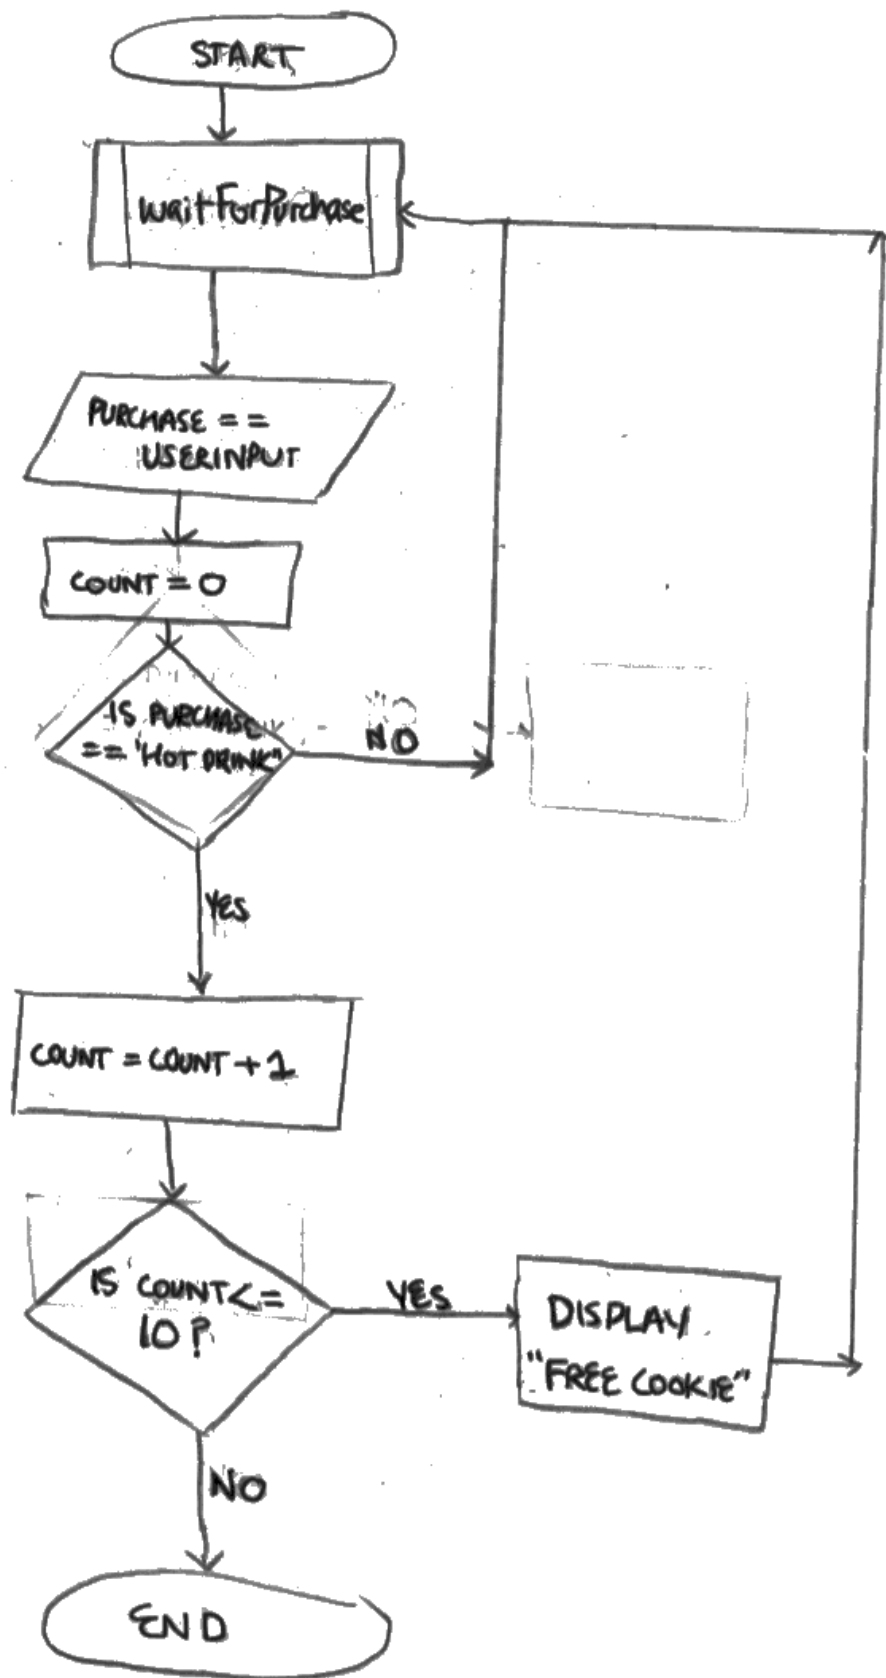 START
waitForPurchase
PURCHASE ==
USERINPUT
COUNT = 0
IS PURCHASE
== "HOT DRINK"
NO
YES
COUNT = COUNT + 1
IS COUNT <=
10?
YES
DISPLAY
"FREE COOKIE"
NO
END